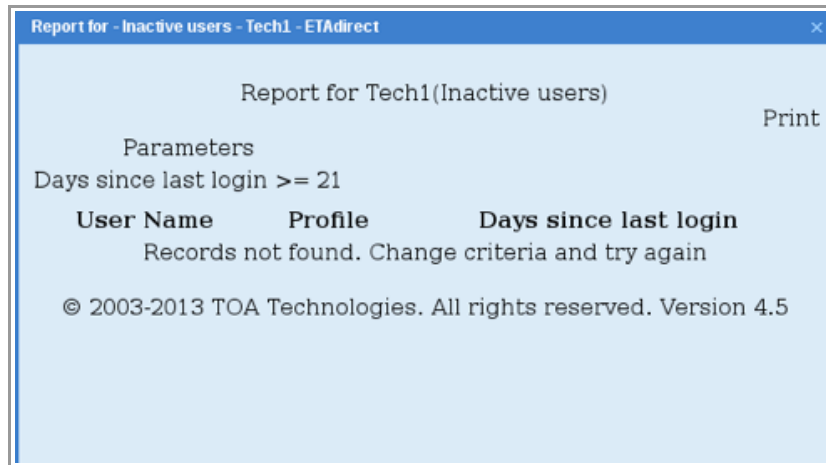 Report for - Inactive users - Tech1 - ETAdirect ×
Report for Tech1(Inactive users)
Print
Parameters
Days since last login >= 21
User Name Profile Days since last login
Records not found. Change criteria and try again
© 2003-2013 TOA Technologies. All rights reserved. Version 4.5